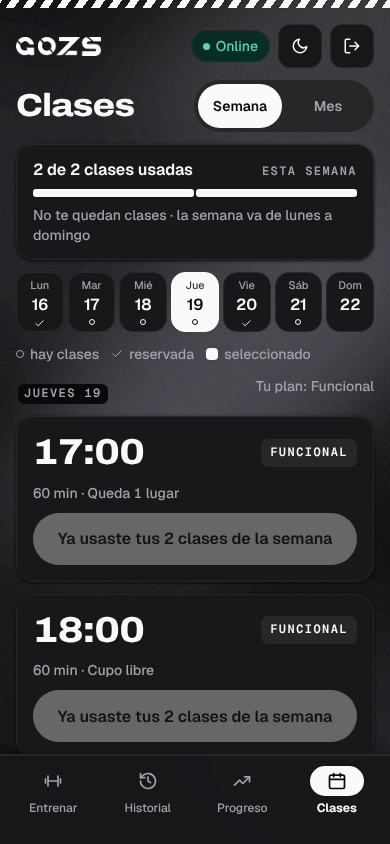 GOZS
Online
Clases
Semana
Mes
2 de 2 clases usadas
ESTA SEMANA
No te quedan clases · la semana va de lunes a
domingo
Lun
16
Mar
17
Mié
18
Jue
19
Vie
20
Sáb
21
Dom
22
hay clases
reservada
seleccionado
JUEVES 19
Tu plan: Funcional
17:00
FUNCIONAL
60 min · Queda 1 lugar
Ya usaste tus 2 clases de la semana
18:00
FUNCIONAL
60 min · Cupo libre
Ya usaste tus 2 clases de la semana
Entrenar
Historial
Progreso
Clases